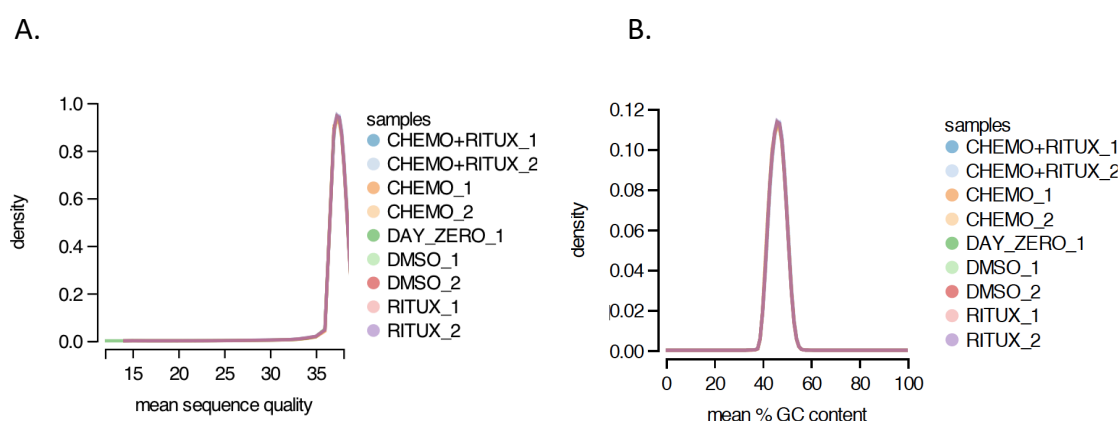 A.
B.
1.0
0.8
0.6
0.4
0.2
0.0
density
15 20 25 30 35
mean sequence quality
samples
CHEMO+RITUX_1
CHEMO+RITUX_2
CHEMO_1
CHEMO_2
DAY_ZERO_1
DMSO_1
DMSO_2
RITUX_1
RITUX_2
0.12
0.10
0.08
0.06
0.04
0.02
0.00
density
0 20 40 60 80 100
mean % GC content
samples
CHEMO+RITUX_1
CHEMO+RITUX_2
CHEMO_1
CHEMO_2
DAY_ZERO_1
DMSO_1
DMSO_2
RITUX_1
RITUX_2